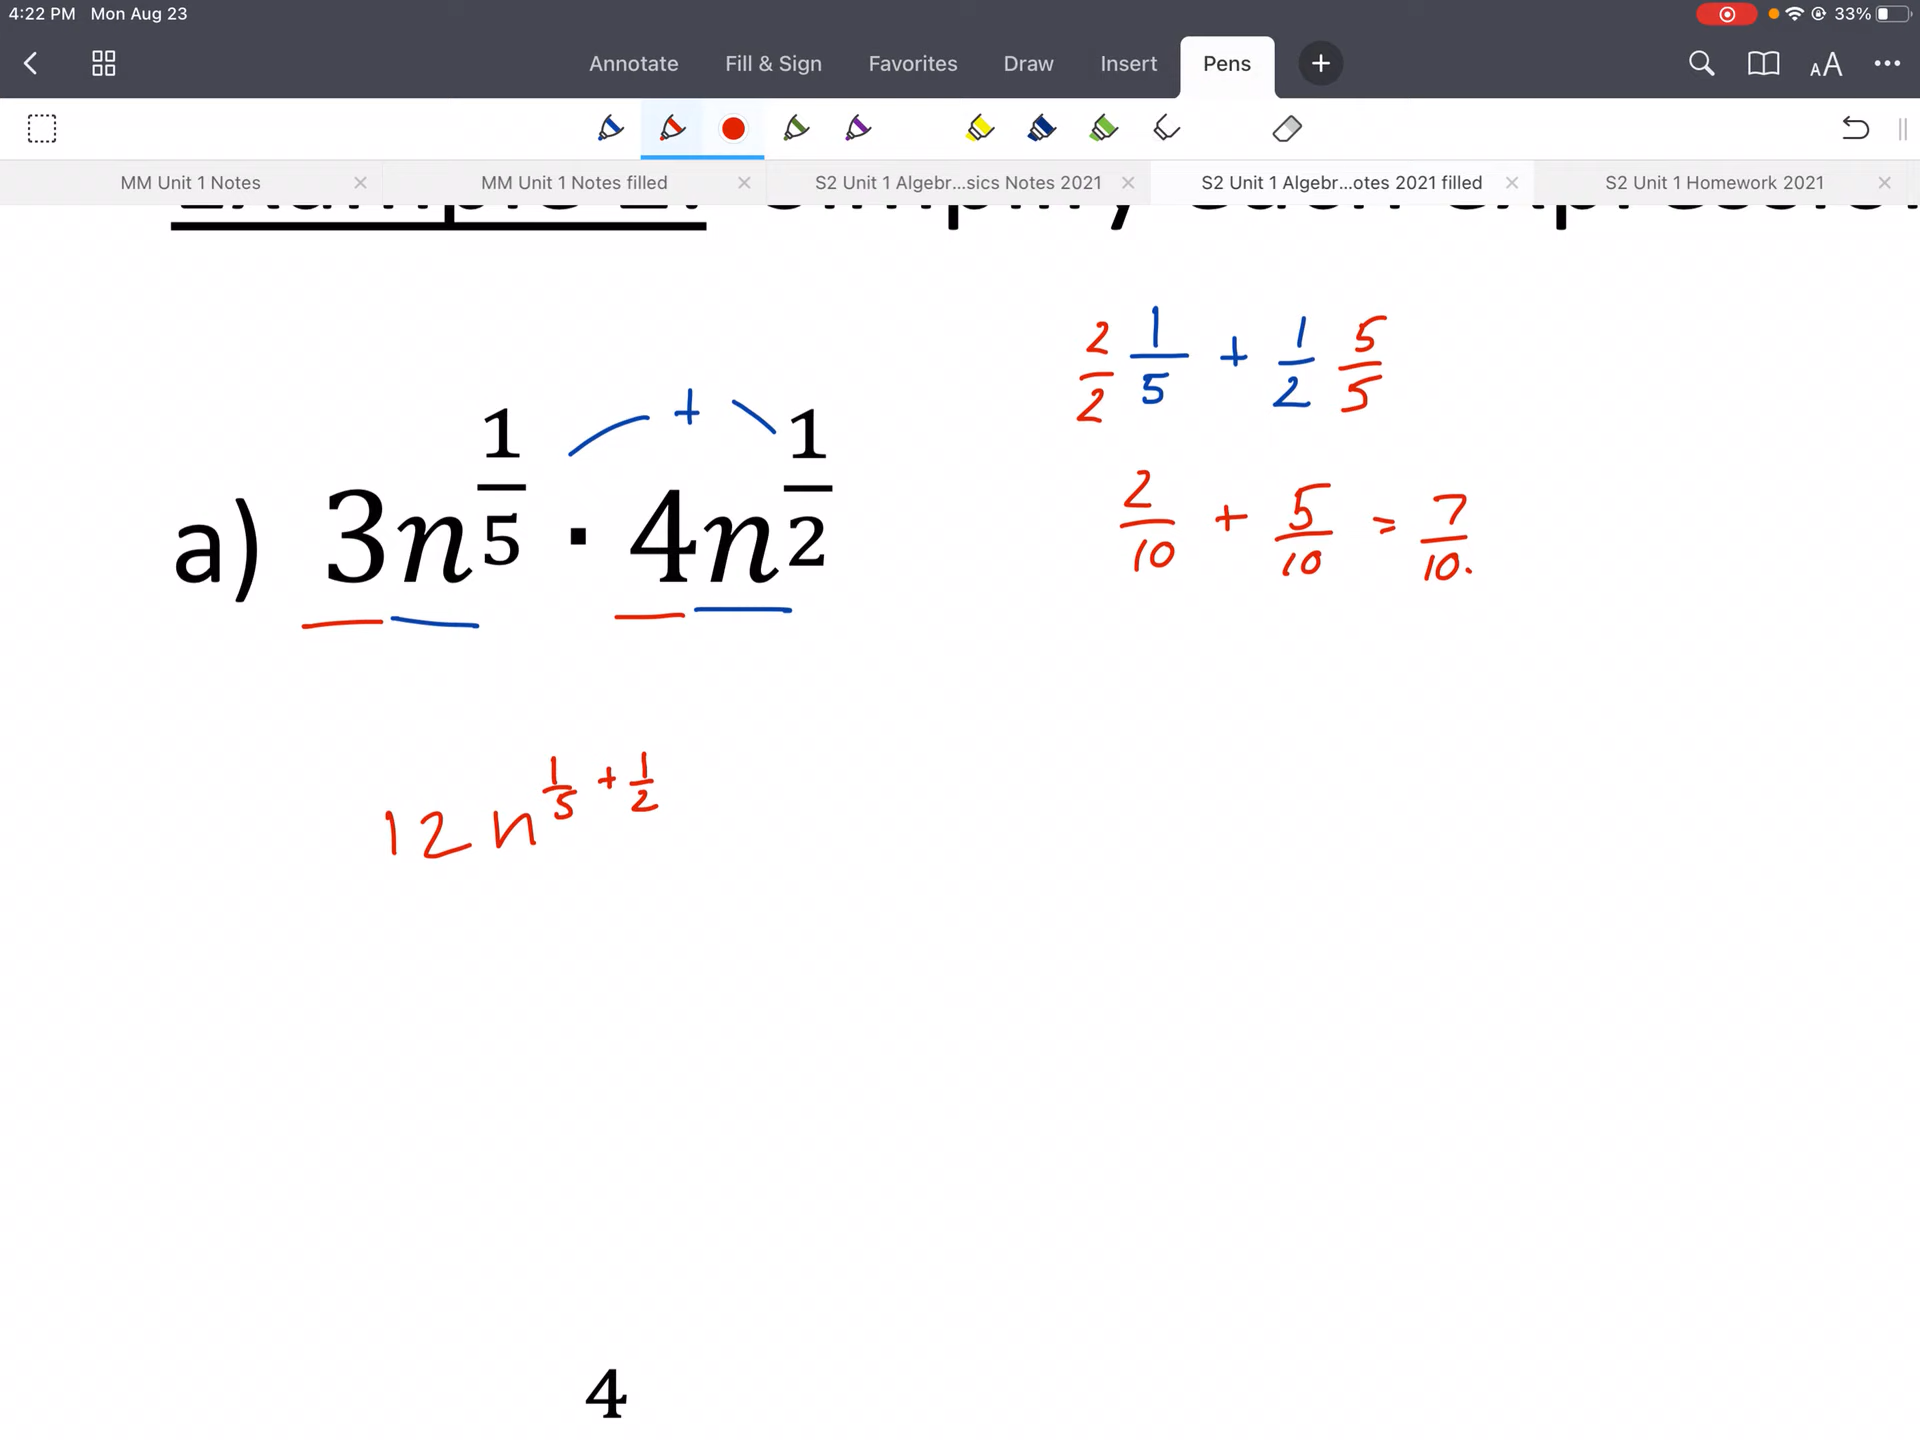 4:22 PM Mon Aug 23 33%
Annotate Fill & Sign Favorites Draw Insert Pens +
AA
MM Unit 1 Notes × MM Unit 1 Notes filled × S2 Unit 1 Algebr...sics Notes 2021 × S2 Unit 1 Algebr...otes 2021 filled × S2 Unit 1 Homework 2021 ×
a) 3n^{1/5} · 4n^{1/2}
+
12 n^{1/5 + 1/2}
2/2 1/5 + 1/2 5/5
2/10 + 5/10 = 7/10.
4